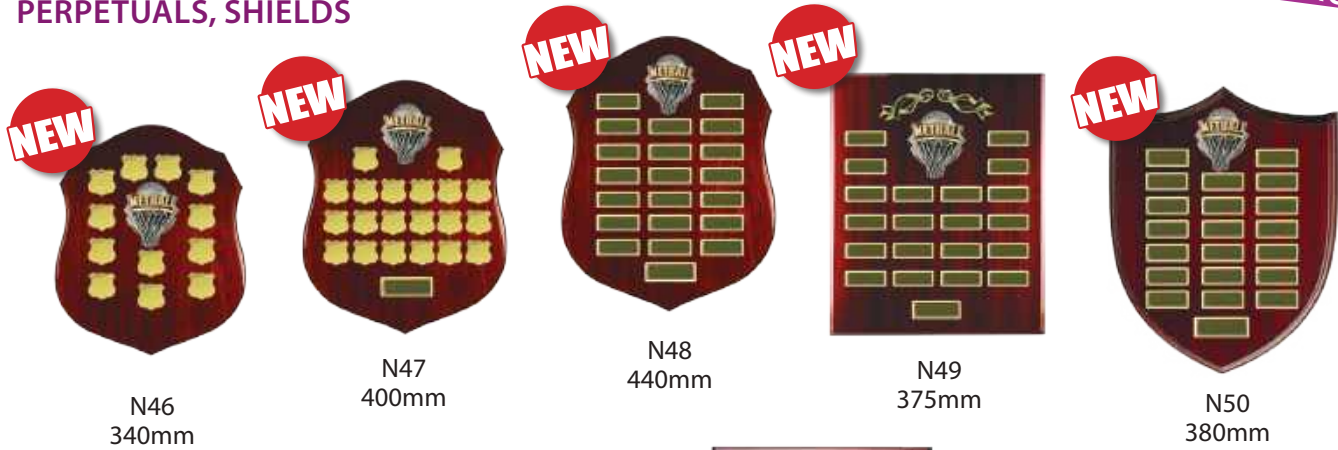 PERPETUALS, SHIELDS
NEW
NEW
NEW
NEW
NEW
NETBALL
NETBALL
NETBALL
NETBALL
NETBALL
N46
340mm
N47
400mm
N48
440mm
N49
375mm
N50
380mm